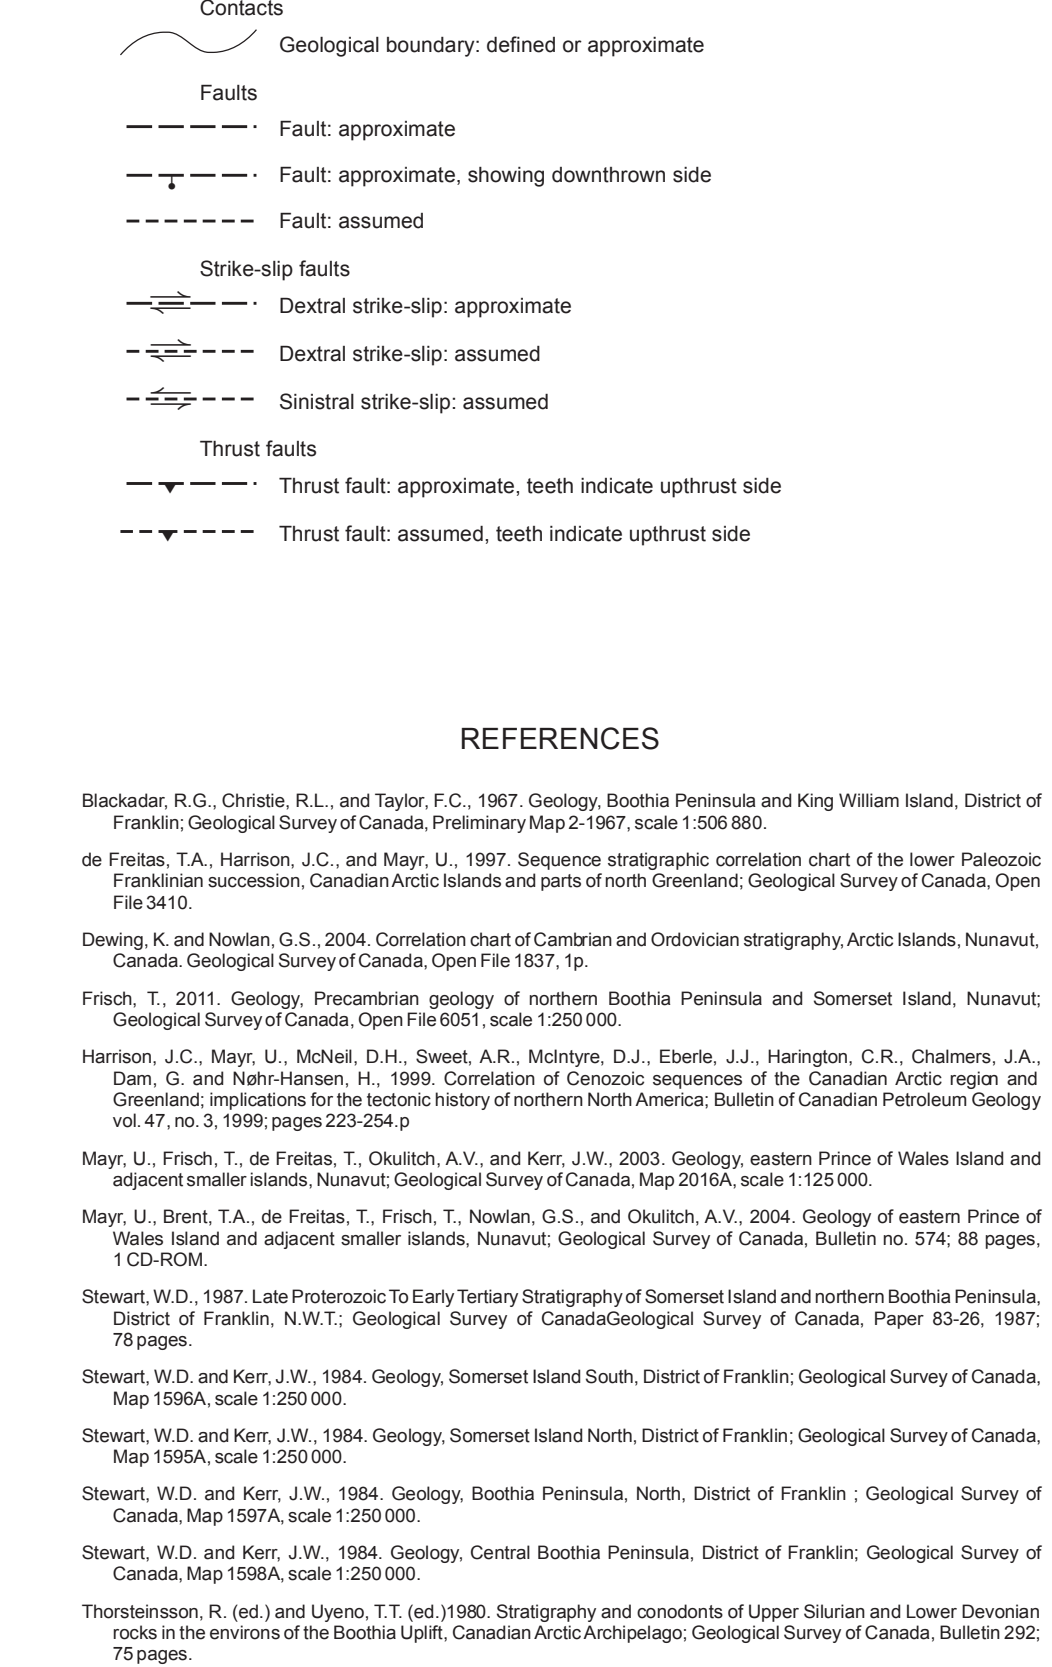 Contacts
Geological boundary: defined or approximate
Faults
Fault: approximate
Fault: approximate, showing downthrown side
Fault: assumed
Strike-slip faults
Dextral strike-slip: approximate
Dextral strike-slip: assumed
Sinistral strike-slip: assumed
Thrust faults
Thrust fault: approximate, teeth indicate upthrust side
Thrust fault: assumed, teeth indicate upthrust side
REFERENCES
Blackadar, R.G., Christie, R.L., and Taylor, F.C., 1967. Geology, Boothia Peninsula and King William Island, District of
Franklin; Geological Survey of Canada, Preliminary Map 2-1967, scale 1:506 880.
de Freitas, T.A., Harrison, J.C., and Mayr, U., 1997. Sequence stratigraphic correlation chart of the lower Paleozoic
Franklinian succession, Canadian Arctic Islands and parts of north Greenland; Geological Survey of Canada, Open
File 3410.
Dewing, K. and Nowlan, G.S., 2004. Correlation chart of Cambrian and Ordovician stratigraphy, Arctic Islands, Nunavut,
Canada. Geological Survey of Canada, Open File 1837, 1p.
Frisch, T., 2011. Geology, Precambrian geology of northern Boothia Peninsula and Somerset Island, Nunavut;
Geological Survey of Canada, Open File 6051, scale 1:250 000.
Harrison, J.C., Mayr, U., McNeil, D.H., Sweet, A.R., McIntyre, D.J., Eberle, J.J., Harington, C.R., Chalmers, J.A.,
Dam, G. and Nøhr-Hansen, H., 1999. Correlation of Cenozoic sequences of the Canadian Arctic region and
Greenland; implications for the tectonic history of northern North America; Bulletin of Canadian Petroleum Geology
vol. 47, no. 3, 1999; pages 223-254.p
Mayr, U., Frisch, T., de Freitas, T., Okulitch, A.V., and Kerr, J.W., 2003. Geology, eastern Prince of Wales Island and
adjacent smaller islands, Nunavut; Geological Survey of Canada, Map 2016A, scale 1:125 000.
Mayr, U., Brent, T.A., de Freitas, T., Frisch, T., Nowlan, G.S., and Okulitch, A.V., 2004. Geology of eastern Prince of
Wales Island and adjacent smaller islands, Nunavut; Geological Survey of Canada, Bulletin no. 574; 88 pages,
1 CD-ROM.
Stewart, W.D., 1987. Late Proterozoic To Early Tertiary Stratigraphy of Somerset Island and northern Boothia Peninsula,
District of Franklin, N.W.T.; Geological Survey of CanadaGeological Survey of Canada, Paper 83-26, 1987;
78 pages.
Stewart, W.D. and Kerr, J.W., 1984. Geology, Somerset Island South, District of Franklin; Geological Survey of Canada,
Map 1596A, scale 1:250 000.
Stewart, W.D. and Kerr, J.W., 1984. Geology, Somerset Island North, District of Franklin; Geological Survey of Canada,
Map 1595A, scale 1:250 000.
Stewart, W.D. and Kerr, J.W., 1984. Geology, Boothia Peninsula, North, District of Franklin ; Geological Survey of
Canada, Map 1597A, scale 1:250 000.
Stewart, W.D. and Kerr, J.W., 1984. Geology, Central Boothia Peninsula, District of Franklin; Geological Survey of
Canada, Map 1598A, scale 1:250 000.
Thorsteinsson, R. (ed.) and Uyeno, T.T. (ed.)1980. Stratigraphy and conodonts of Upper Silurian and Lower Devonian
rocks in the environs of the Boothia Uplift, Canadian Arctic Archipelago; Geological Survey of Canada, Bulletin 292;
75 pages.